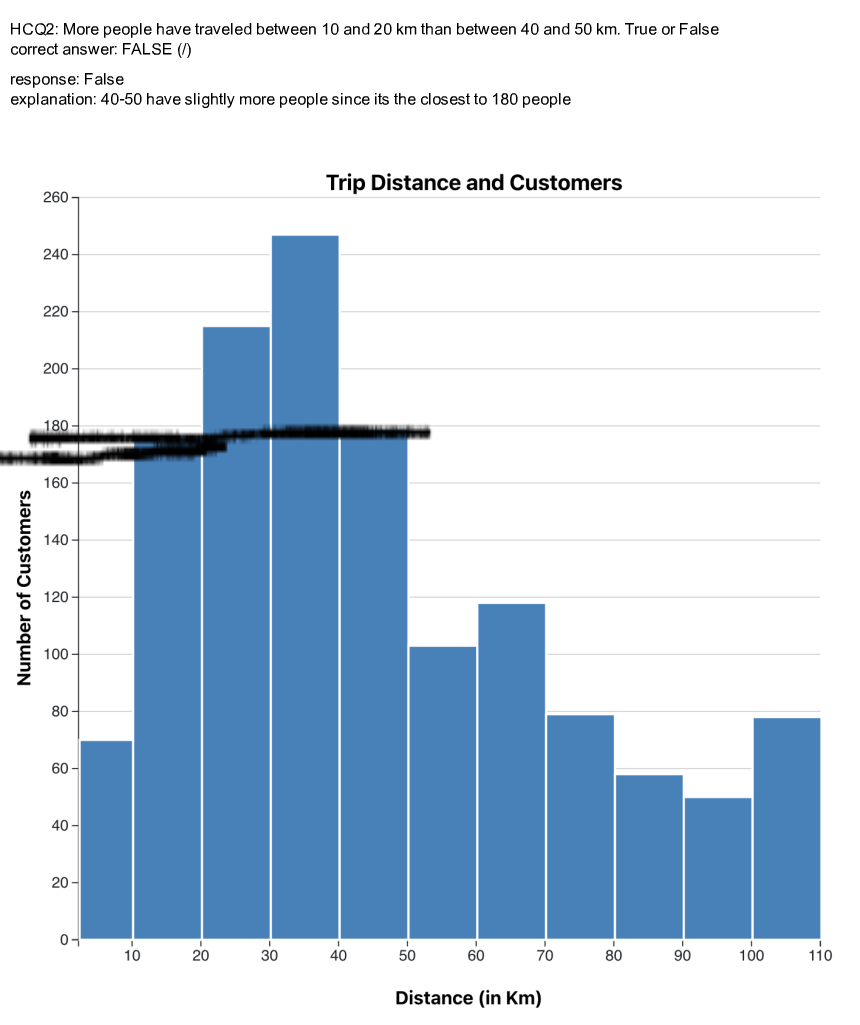 HCQ2: More people have traveled between 10 and 20 km than between 40 and 50 km. True or False
correct answer: FALSE (/)
response: False
explanation: 40-50 have slightly more people since its the closest to 180 people
Trip Distance and Customers
260
240
220
200
180
160
140
120
100
80
60
40
20
0
Number of Customers
10 20 30 40 50 60 70 80 90 100 110
Distance (in Km)